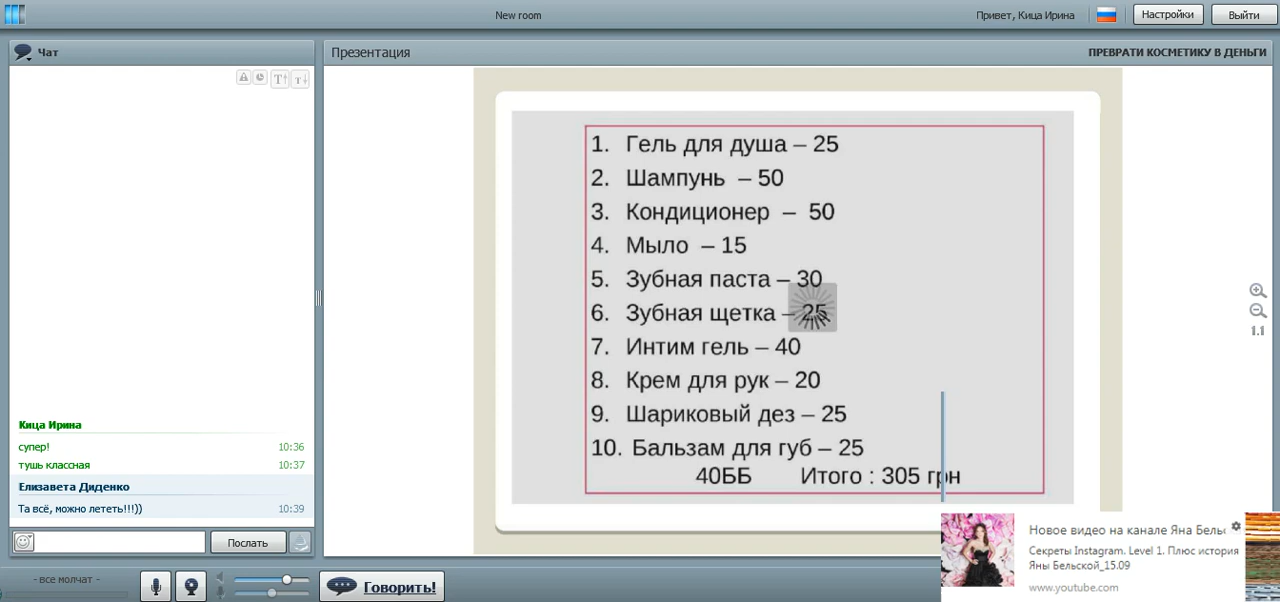 New room
Привет, Кица Ирина
Настройки
Выйти
Чат
Презентация
ПРЕВРАТИ КОСМЕТИКУ В ДЕНЬГИ
1. Гель для душа – 25
2. Шампунь – 50
3. Кондиционер – 50
4. Мыло – 15
5. Зубная паста – 30
6. Зубная щетка – 25
7. Интим гель – 40
8. Крем для рук – 20
9. Шариковый дез – 25
10. Бальзам для губ – 25
40ББ Итого : 305 грн
1.1
Кица Ирина
супер! 10:36
тушь классная 10:37
Елизавета Диденко
Та всё, можно лететь!!!)) 10:39
Послать
- все молчат -
Говорить!
Новое видео на канале Яна Бель
Секреты Instagram. Level 1. Плюс история
Яны Бельской_15.09
www.youtube.com